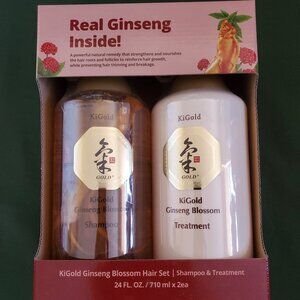 Real Ginseng
Inside!
A powerful natural remedy that strengthens and nourishes
the hair roots and follicles to reinforce hair growth,
while preventing hair thinning and breakage.
KiGold
KiGold
GOLD
GOLD
KiGold
Ginseng Blossom
Shampoo
KiGold
Ginseng Blossom
Treatment
KiGold Ginseng Blossom Hair Set | Shampoo & Treatment
24 FL. OZ. / 710 ml x 2ea